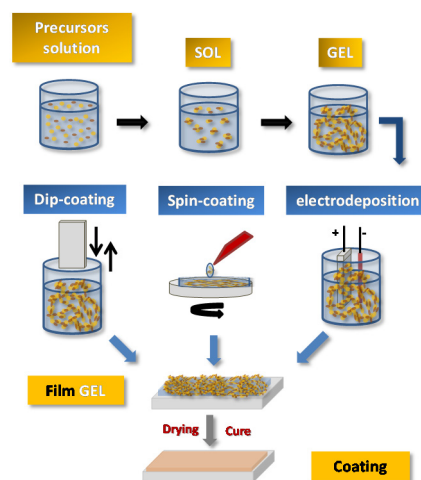 Precursors
solution
SOL
GEL
Dip-coating
Spin-coating
electrodeposition
+ -
Film GEL
Drying Cure
Coating